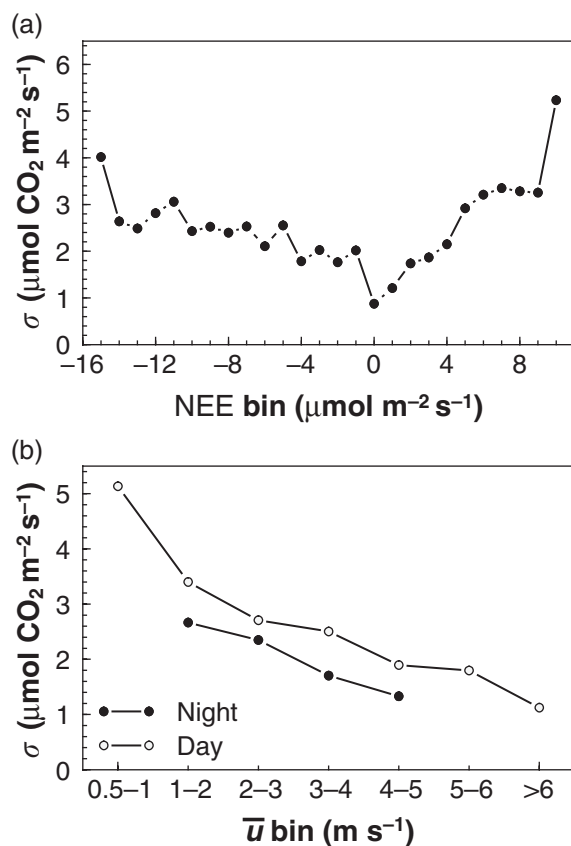 (a)
6
5
4
3
2
1
0
σ (μmol CO₂ m⁻² s⁻¹)
−16 −12 −8 −4 0 4 8
NEE bin (μmol m⁻² s⁻¹)
(b)
5
4
3
2
1
0
σ (μmol CO₂ m⁻² s⁻¹)
Night
Day
0.5–1 1–2 2–3 3–4 4–5 5–6 >6
u̅ bin (m s⁻¹)